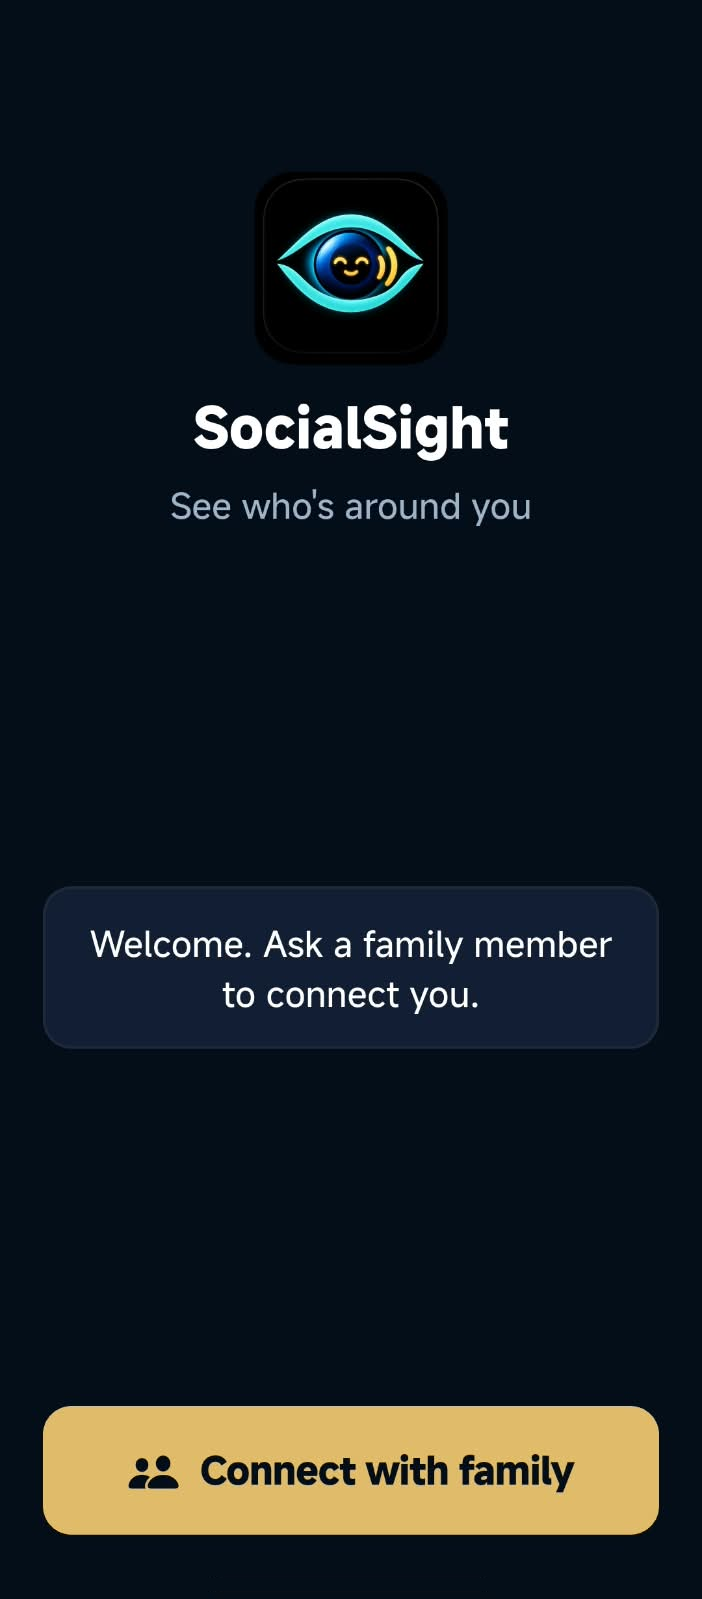 SocialSight
See who's around you
Welcome. Ask a family member
to connect you.
Connect with family